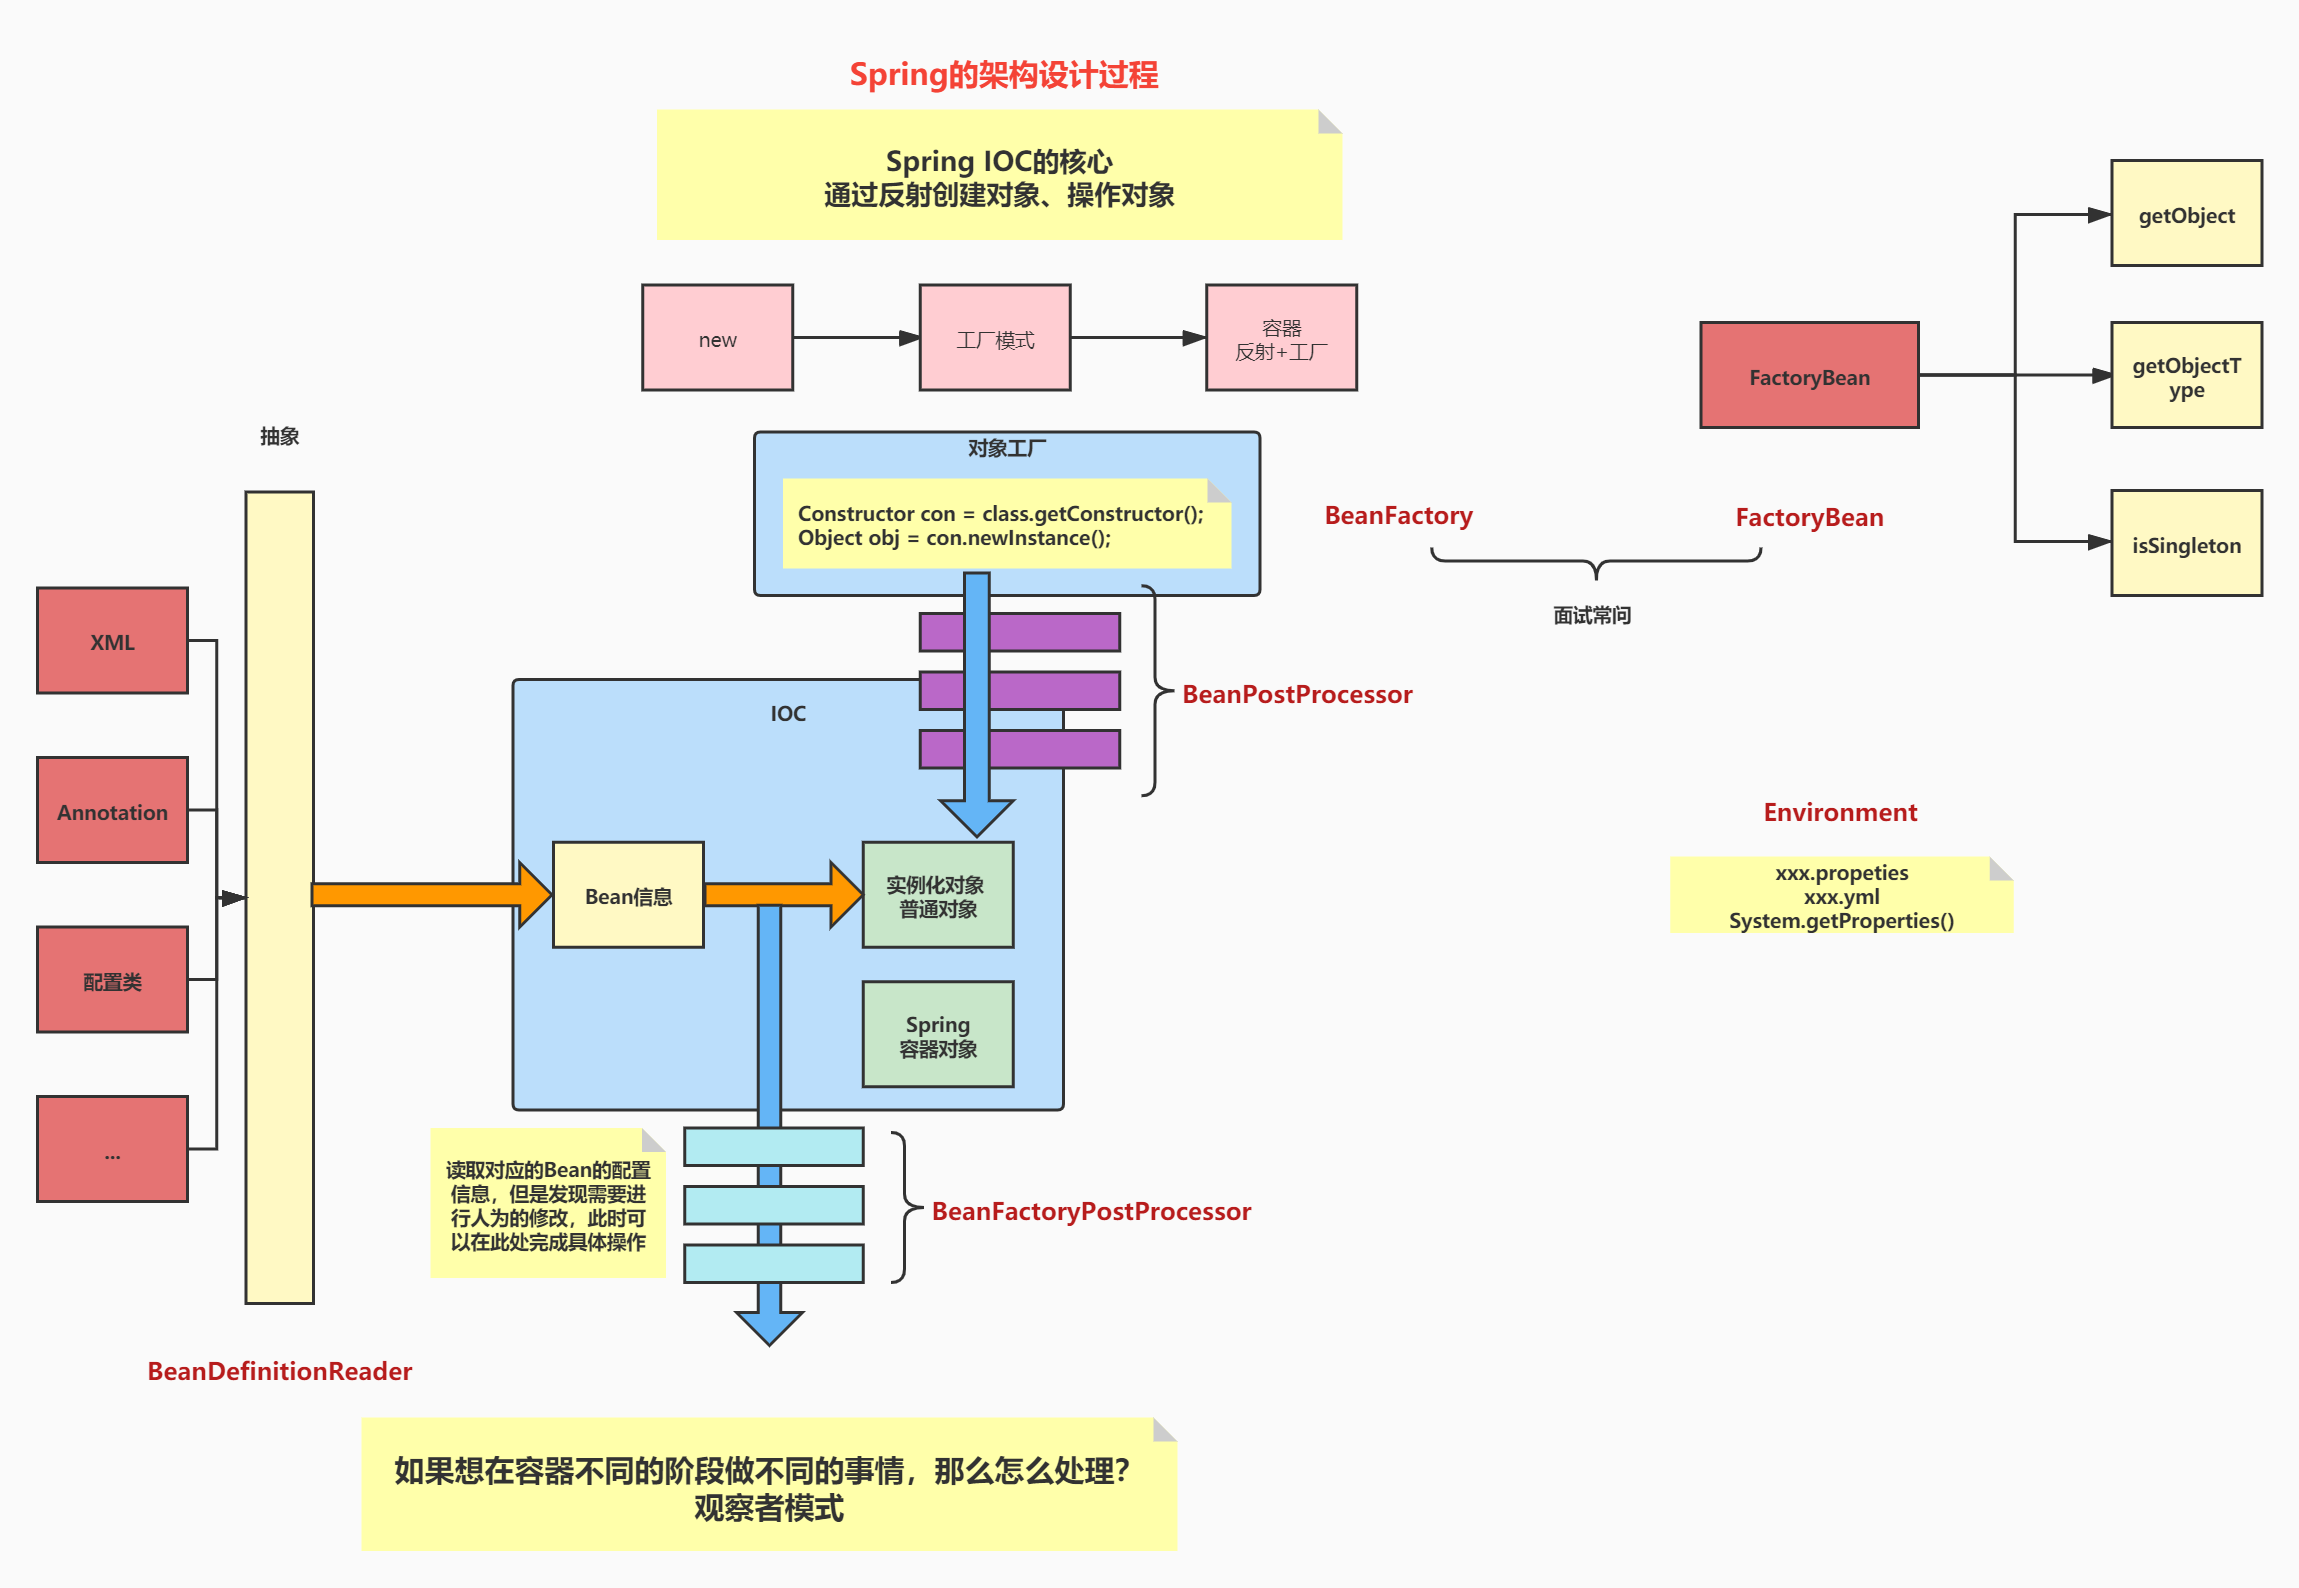 Spring的架构设计过程
Spring IOC的核心
通过反射创建对象、操作对象
new
工厂模式
容器
反射+工厂
getObject
FactoryBean
getObjectT
ype
isSingleton
抽象
对象工厂
Constructor con = class.getConstructor();
Object obj = con.newInstance();
BeanFactory
FactoryBean
面试常问
XML
Annotation
配置类
...
IOC
BeanPostProcessor
Environment
xxx.propeties
xxx.yml
System.getProperties()
Bean信息
实例化对象
普通对象
Spring
容器对象
读取对应的Bean的配置
信息，但是发现需要进
行人为的修改，此时可
以在此处完成具体操作
BeanFactoryPostProcessor
BeanDefinitionReader
如果想在容器不同的阶段做不同的事情，那么怎么处理？
观察者模式